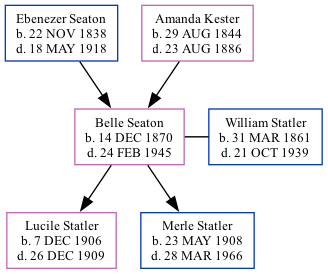 Ebenezer Seaton
b. 22 NOV 1838
d. 18 MAY 1918
Amanda Kester
b. 29 AUG 1844
d. 23 AUG 1886
Belle Seaton
b. 14 DEC 1870
d. 24 FEB 1945
William Statler
b. 31 MAR 1861
d. 21 OCT 1939
Lucile Statler
b. 7 DEC 1906
d. 26 DEC 1909
Merle Statler
b. 23 MAY 1908
d. 28 MAR 1966